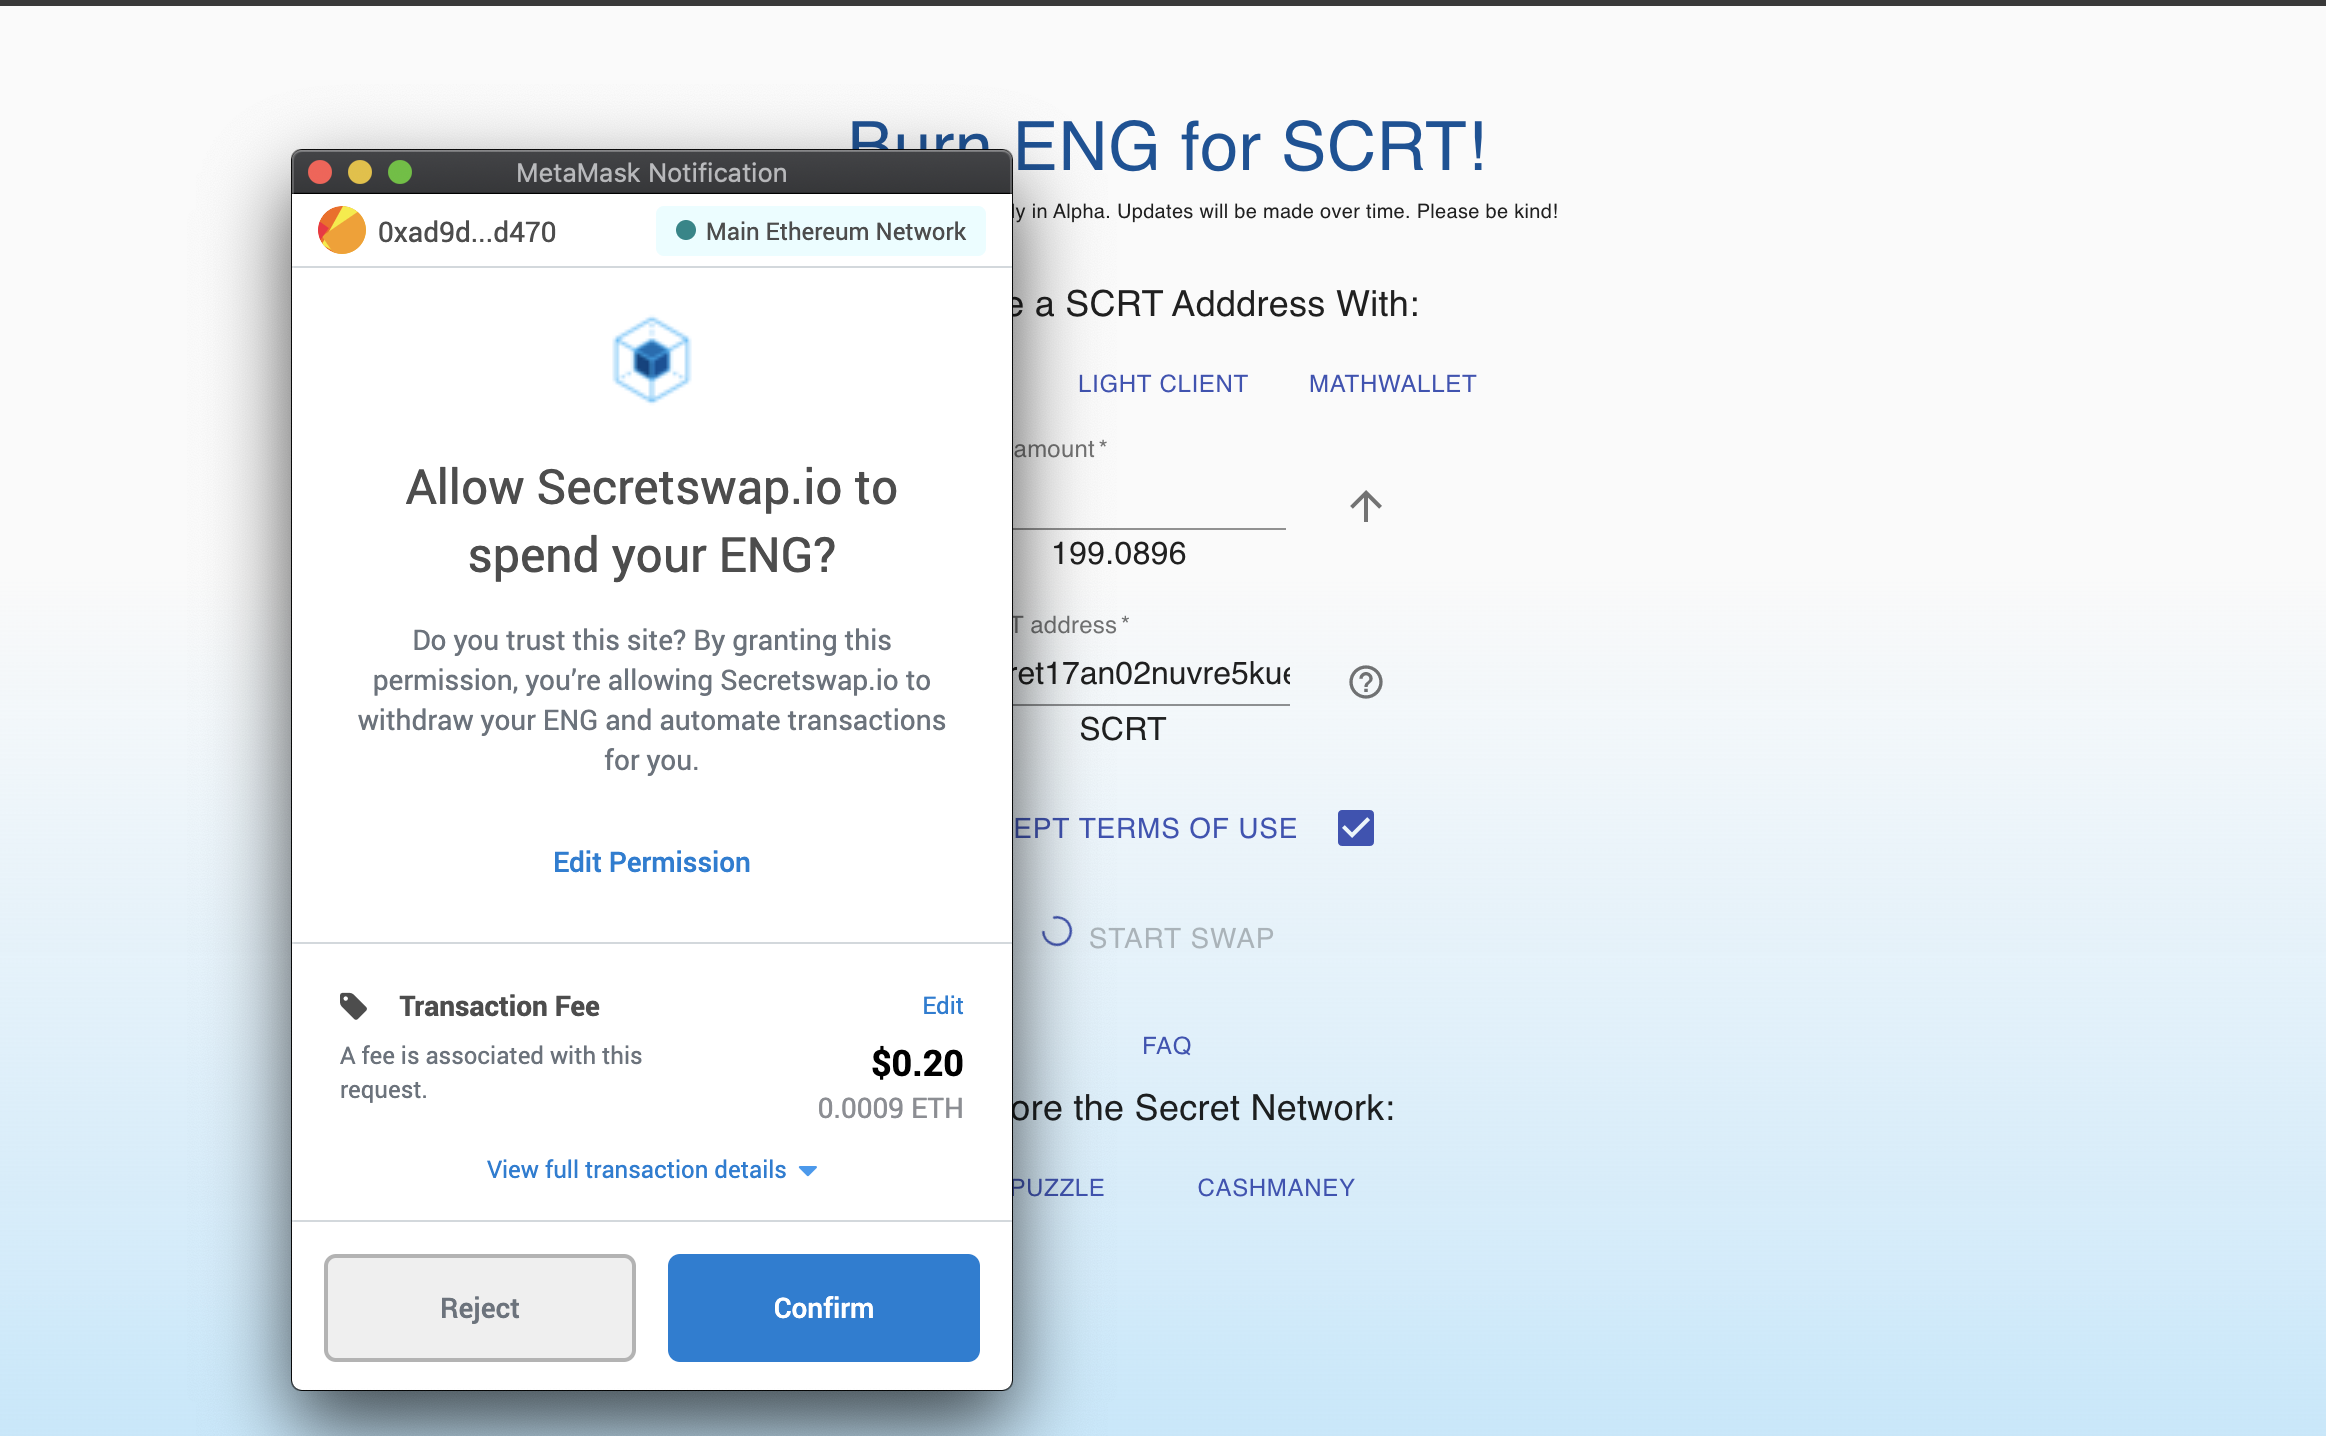 Burn ENG for SCRT!
MetaMask Notification
0xad9d...d470
Main Ethereum Network
ly in Alpha. Updates will be made over time. Please be kind!
e a SCRT Adddress With:
LIGHT CLIENT
MATHWALLET
amount *
199.0896
Allow Secretswap.io to
spend your ENG?
T address *
ret17an02nuvre5kue
SCRT
Do you trust this site? By granting this
permission, you’re allowing Secretswap.io to
withdraw your ENG and automate transactions
for you.
EPT TERMS OF USE
Edit Permission
START SWAP
Transaction Fee
Edit
A fee is associated with this
request.
$0.20
0.0009 ETH
FAQ
ore the Secret Network:
View full transaction details
PUZZLE
CASHMANEY
Reject
Confirm